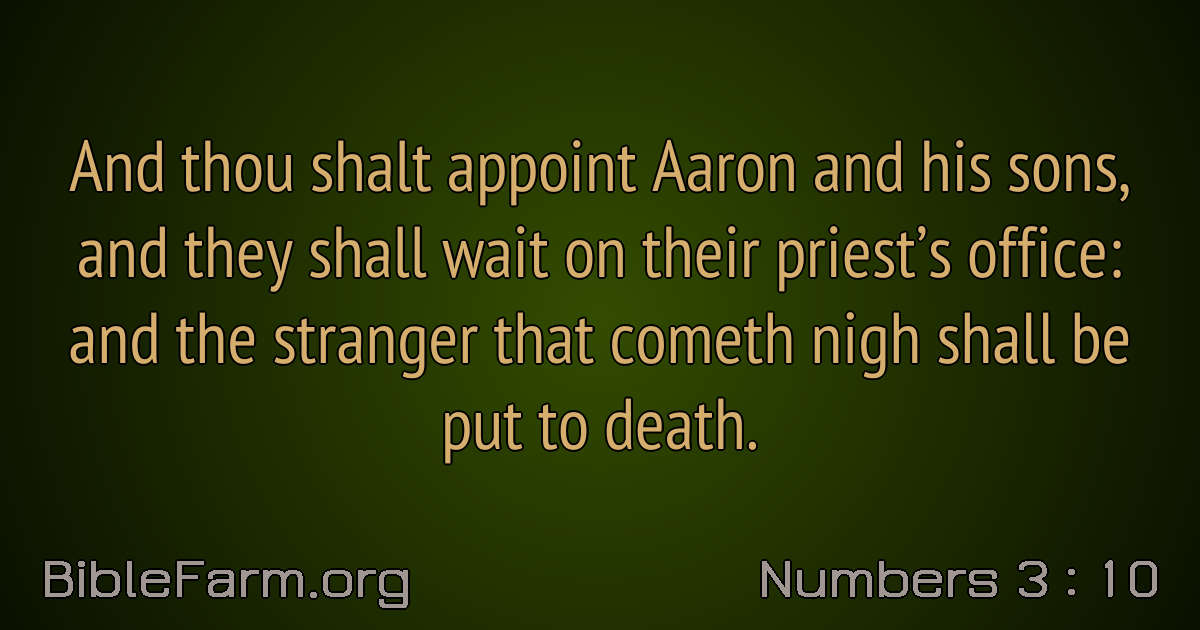 And thou shalt appoint Aaron and his sons,
and they shall wait on their priest’s office:
and the stranger that cometh nigh shall be
put to death.
BibleFarm.org
Numbers 3 : 10